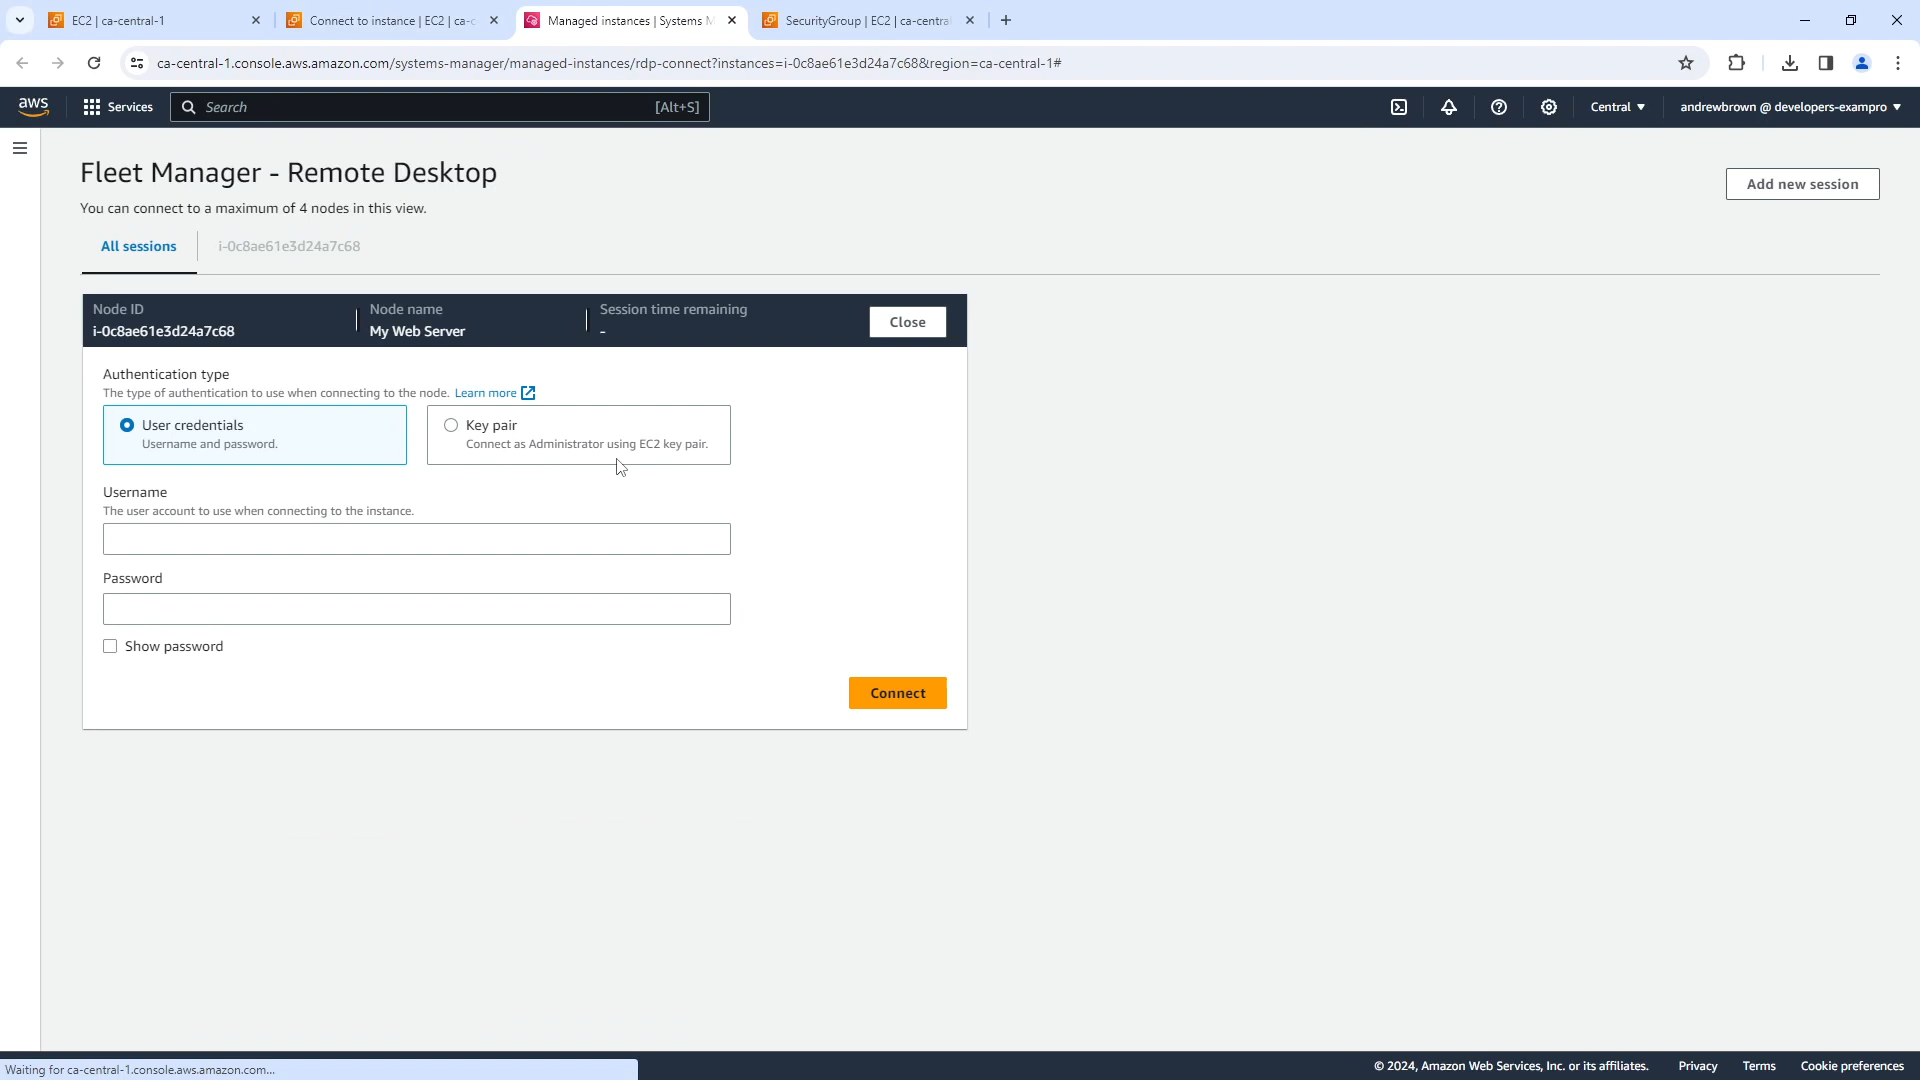 EC2 | ca-central-1
Connect to instance | EC2 | ca-c
Managed instances | Systems M
SecurityGroup | EC2 | ca-centra
ca-central-1.console.aws.amazon.com/systems-manager/managed-instances/rdp-connect?instances=i-0c8ae61e3d24a7c68&region=ca-central-1#
aws
Services
Search
[Alt+S]
Central
andrewbrown @ developers-exampro
Fleet Manager - Remote Desktop
Add new session
You can connect to a maximum of 4 nodes in this view.
All sessions
i-0c8ae61e3d24a7c68
Node ID
i-0c8ae61e3d24a7c68
Node name
My Web Server
Session time remaining
-
Close
Authentication type
The type of authentication to use when connecting to the node. Learn more
User credentials
Username and password.
Key pair
Connect as Administrator using EC2 key pair.
Username
The user account to use when connecting to the instance.
Password
Show password
Connect
Waiting for ca-central-1.console.aws.amazon.com...
© 2024, Amazon Web Services, Inc. or its affiliates.
Privacy
Terms
Cookie preferences